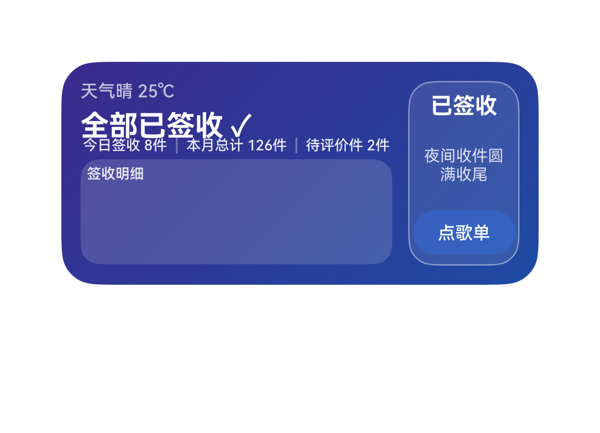 天气晴 25℃
全部已签收 ✓
今日签收 8件 | 本月总计 126件 | 待评价件 2件
签收明细
已签收
夜间收件圆
满收尾
点歌单